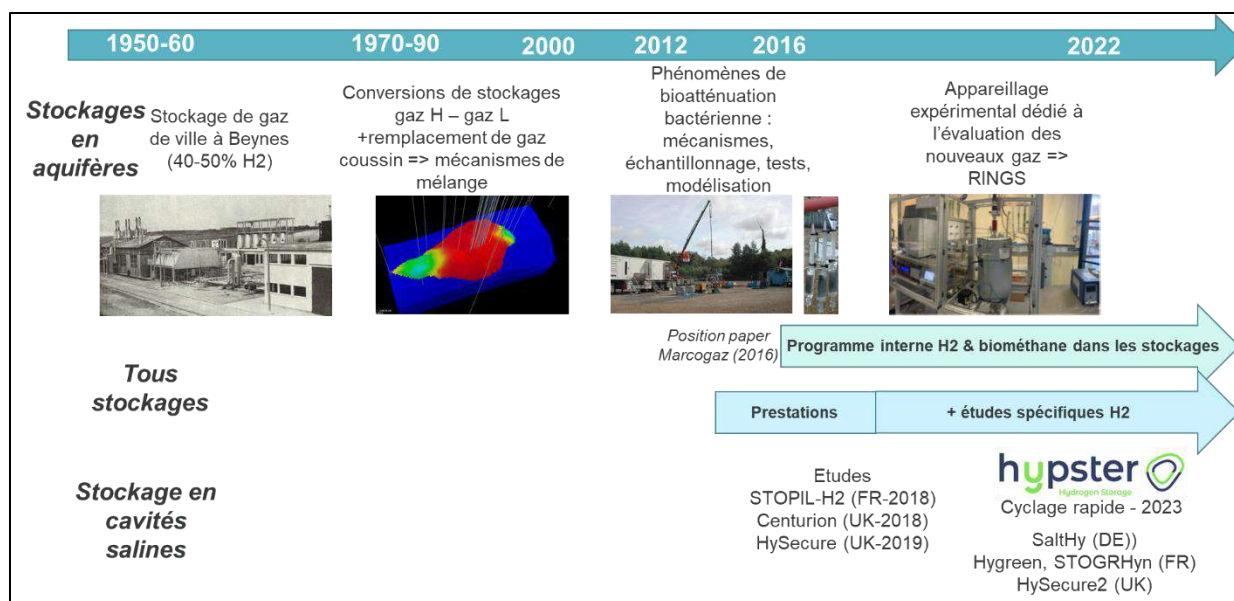 1950-60
1970-90
2000
2012
2016
2022
Stockages
en
aquifères
Stockage de gaz
de ville à Beynes
(40-50% H2)
Conversions de stockages
gaz H – gaz L
+remplacement de gaz
coussin => mécanismes de
mélange
Phénomènes de
bioatténuation
bactérienne :
mécanismes,
échantillonnage, tests,
modélisation
Appareillage
expérimental dédié à
l'évaluation des
nouveaux gaz =>
RINGS
Tous
stockages
Position paper
Marcogaz (2016)
Programme interne H2 & biométhane dans les stockages
Prestations
+ études spécifiques H2
Stockage en
cavités
salines
Etudes
STOPIL-H2 (FR-2018)
Centurion (UK-2018)
HySecure (UK-2019)
hypster
Hydrogen Storage
Cyclage rapide - 2023
SaltHy (DE))
Hygreen, STOGRHyn (FR)
HySecure2 (UK)